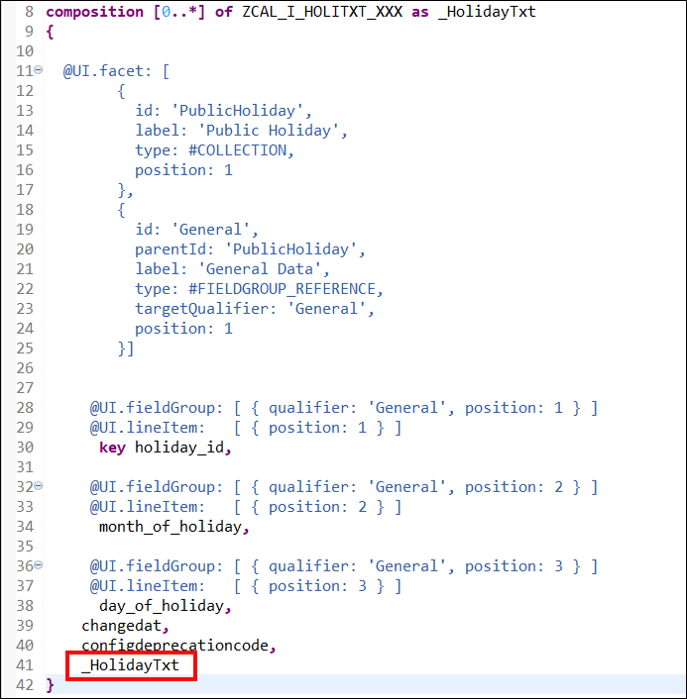 8 composition [0..*] of ZCAL_I_HOLITXT_XXX as _HolidayTxt
9 {
10
11 @UI.facet: [
12 {
13 id: 'PublicHoliday',
14 label: 'Public Holiday',
15 type: #COLLECTION,
16 position: 1
17 },
18 {
19 id: 'General',
20 parentId: 'PublicHoliday',
21 label: 'General Data',
22 type: #FIELDGROUP_REFERENCE,
23 targetQualifier: 'General',
24 position: 1
25 }]
26
27
28 @UI.fieldGroup: [ { qualifier: 'General', position: 1 } ]
29 @UI.lineItem: [ { position: 1 } ]
30 key holiday_id,
31
32 @UI.fieldGroup: [ { qualifier: 'General', position: 2 } ]
33 @UI.lineItem: [ { position: 2 } ]
34 month_of_holiday,
35
36 @UI.fieldGroup: [ { qualifier: 'General', position: 3 } ]
37 @UI.lineItem: [ { position: 3 } ]
38 day_of_holiday,
39 changedat,
40 configdeprecationcode,
41 _HolidayTxt
42 }